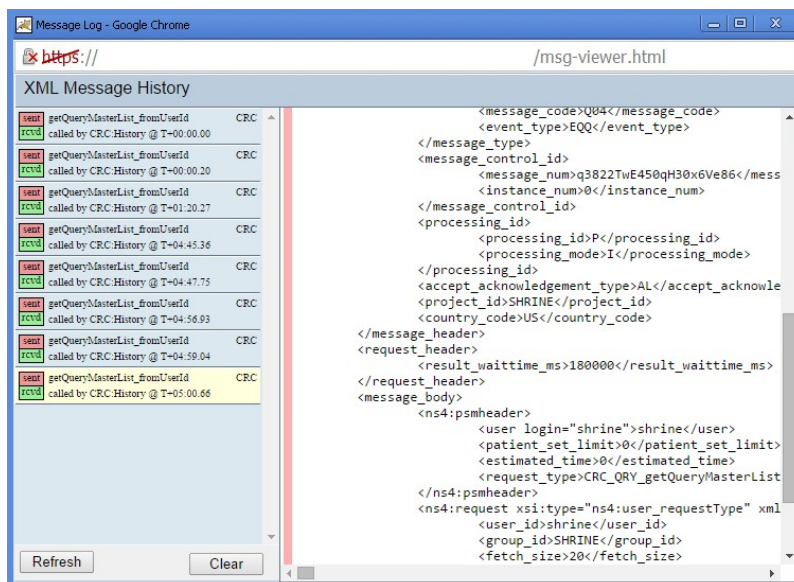 Message Log - Google Chrome
https:// /msg-viewer.html
XML Message History
sent getQueryMasterList_fromUserId CRC
rcvd called by CRC:History @ T+00:00.00
sent getQueryMasterList_fromUserId CRC
rcvd called by CRC:History @ T+00:00.20
sent getQueryMasterList_fromUserId CRC
rcvd called by CRC:History @ T+01:20.27
sent getQueryMasterList_fromUserId CRC
rcvd called by CRC:History @ T+04:45.36
sent getQueryMasterList_fromUserId CRC
rcvd called by CRC:History @ T+04:47.75
sent getQueryMasterList_fromUserId CRC
rcvd called by CRC:History @ T+04:56.93
sent getQueryMasterList_fromUserId CRC
rcvd called by CRC:History @ T+04:59.04
sent getQueryMasterList_fromUserId CRC
rcvd called by CRC:History @ T+05:00.66
Refresh
Clear
<message_code>Q04</message_code>
<event_type>EQQ</event_type>
</message_type>
<message_control_id>
<message_num>q3822TwE450qH30x6Ve86</mess
<instance_num>0</instance_num>
</message_control_id>
<processing_id>
<processing_id>P</processing_id>
<processing_mode>I</processing_mode>
</processing_id>
<accept_acknowledgement_type>AL</accept_acknowle
<project_id>SHRINE</project_id>
<country_code>US</country_code>
</message_header>
<request_header>
<result_waittime_ms>180000</result_waittime_ms>
</request_header>
<message_body>
<ns4:psmheader>
<user login="shrine">shrine</user>
<patient_set_limit>0</patient_set_limit>
<estimated_time>0</estimated_time>
<request_type>CRC_QRY_getQueryMasterList
</ns4:psmheader>
<ns4:request xsi:type="ns4:user_requestType" xml
<user_id>shrine</user_id>
<group_id>SHRINE</group_id>
<fetch_size>20</fetch_size>